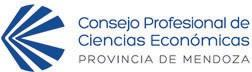 Consejo Profesional de
Ciencias Económicas
PROVINCIA DE MENDOZA